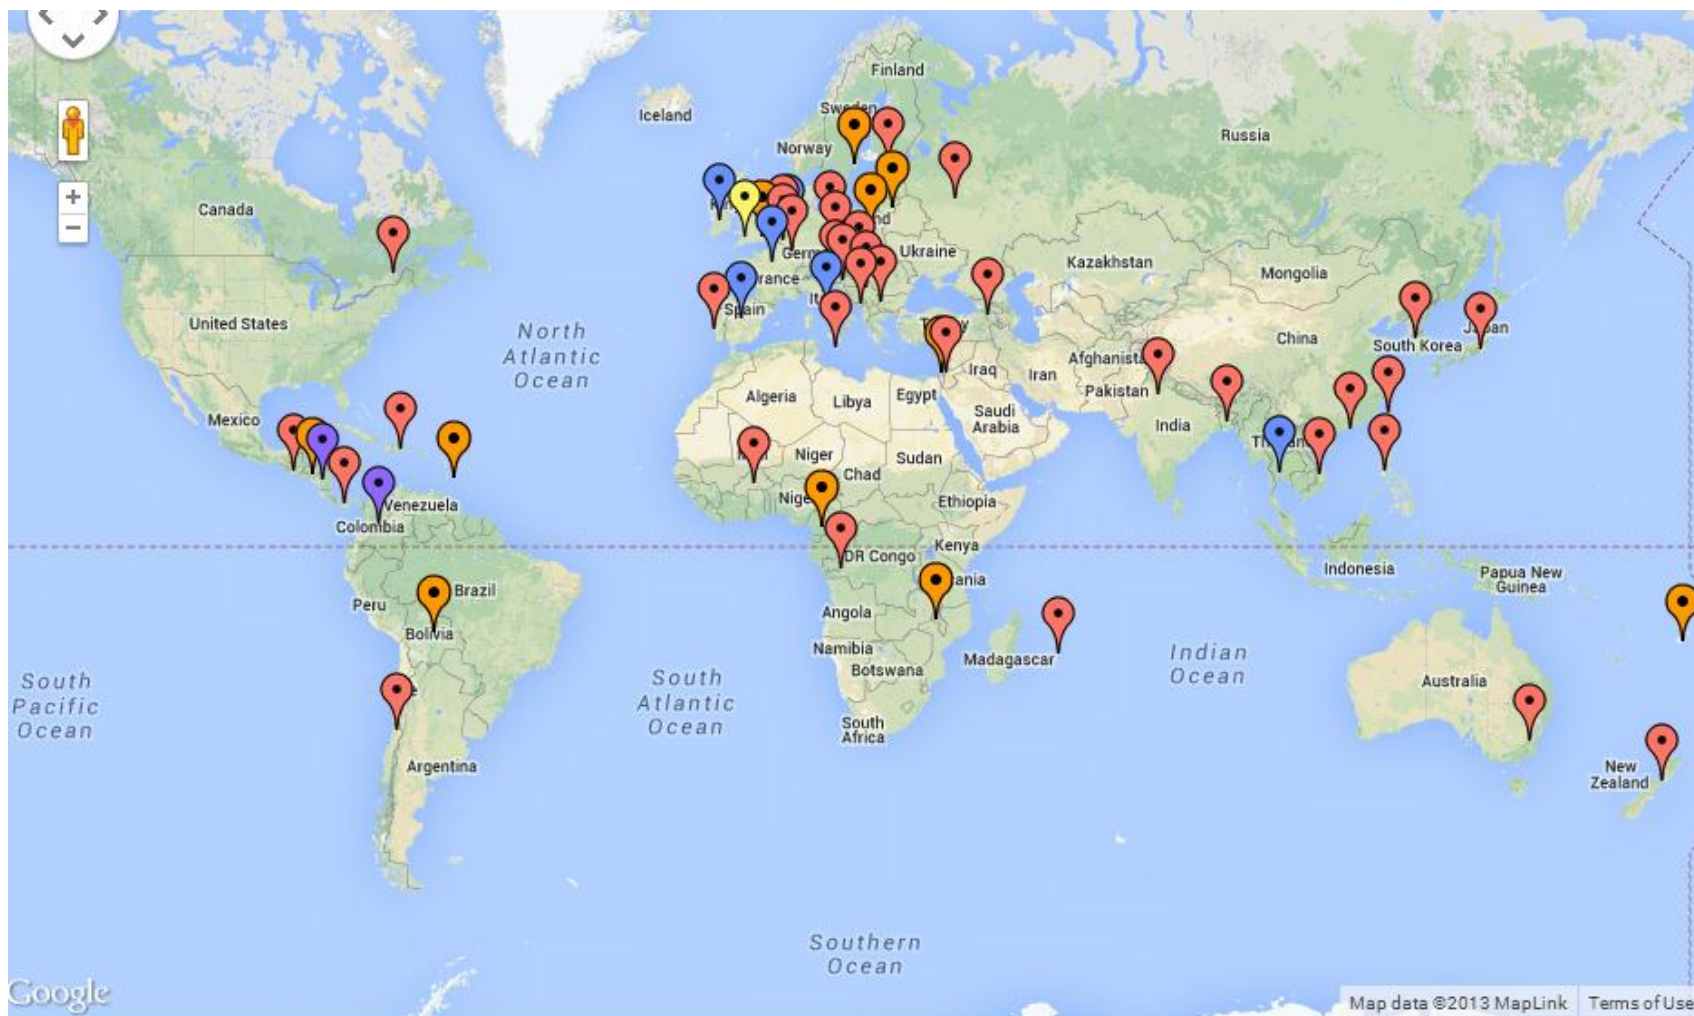 Finland
Iceland
Russia
Norway
Canada
Ukraine
Kazakhstan
Mongolia
Spain
United States
North
Atlantic
Ocean
China
South Korea
Iraq
Iran
Pakistan
Algeria
Libya
Egypt
Saudi
Arabia
Mexico
India
Niger
Chad
Sudan
Ethiopia
Venezuela
Colombia
DR Congo
Kenya
Indonesia
Papua New
Guinea
Brazil
Peru
Angola
Bolivia
Namibia
Botswana
Madagascar
Indian
Ocean
South
Pacific
Ocean
South
Atlantic
Ocean
Australia
South
Africa
Argentina
New
Zealand
Southern
Ocean
Google
Map data ©2013 MapLink
Terms of Use
+
−